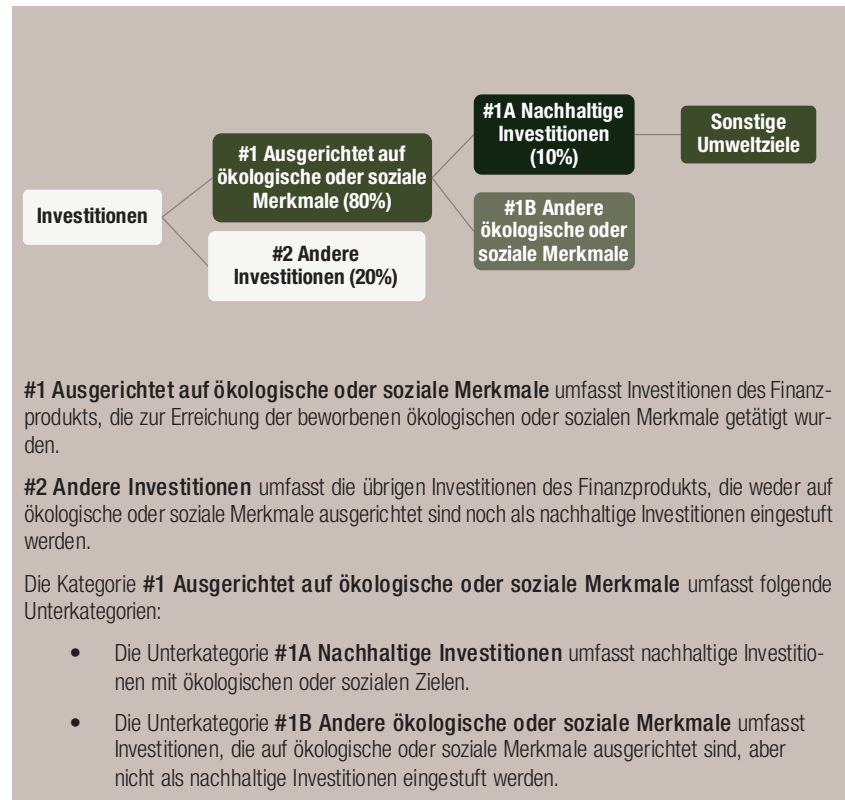 Investitionen
#1 Ausgerichtet auf
ökologische oder soziale
Merkmale (80%)
#2 Andere
Investitionen (20%)
#1A Nachhaltige
Investitionen
(10%)
#1B Andere
ökologische oder
soziale Merkmale
Sonstige
Umweltziele
#1 Ausgerichtet auf ökologische oder soziale Merkmale umfasst Investitionen des Finanz-
produkts, die zur Erreichung der beworbenen ökologischen oder sozialen Merkmale getätigt wur-
den.
#2 Andere Investitionen umfasst die übrigen Investitionen des Finanzprodukts, die weder auf
ökologische oder soziale Merkmale ausgerichtet sind noch als nachhaltige Investitionen eingestuft
werden.
Die Kategorie #1 Ausgerichtet auf ökologische oder soziale Merkmale umfasst folgende
Unterkategorien:
• Die Unterkategorie #1A Nachhaltige Investitionen umfasst nachhaltige Investitio-
nen mit ökologischen oder sozialen Zielen.
• Die Unterkategorie #1B Andere ökologische oder soziale Merkmale umfasst
Investitionen, die auf ökologische oder soziale Merkmale ausgerichtet sind, aber
nicht als nachhaltige Investitionen eingestuft werden.